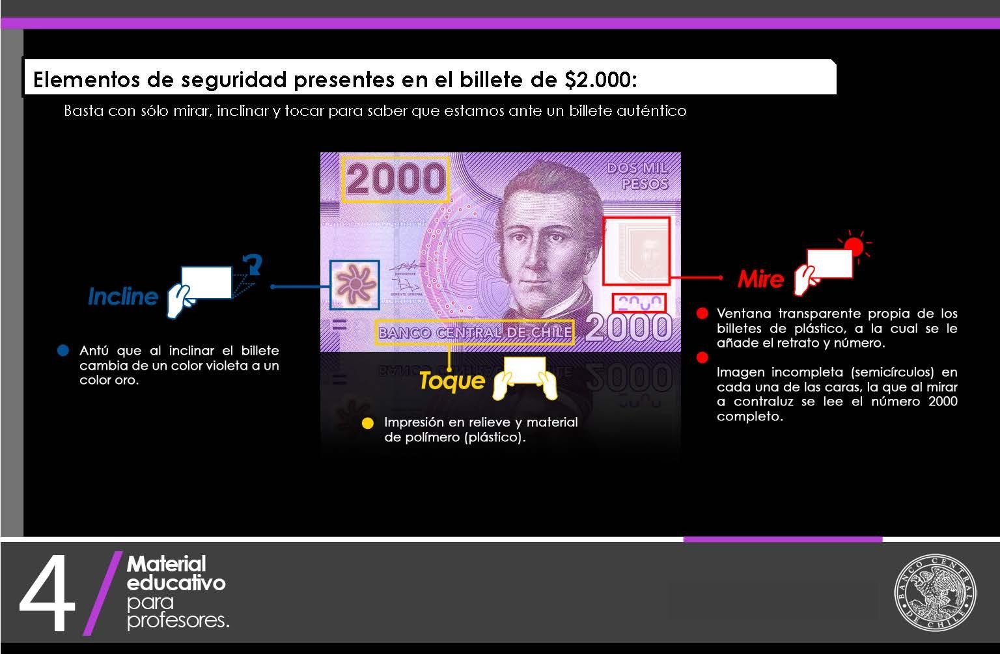 Elementos de seguridad presentes en el billete de $2.000:
Basta con sólo mirar, inclinar y tocar para saber que estamos ante un billete auténtico
2000
DOS MIL
PESOS
PRESIDENTE
GERENTE GENERAL
BANCO CENTRAL DE CHILE
2000
Incline
Antú que al inclinar el billete
cambia de un color violeta a un
color oro.
Toque
Impresión en relieve y material
de polímero (plástico).
Mire
Ventana transparente propia de los
billetes de plástico, a la cual se le
añade el retrato y número.
Imagen incompleta (semicírculos) en
cada una de las caras, la que al mirar
a contraluz se lee el número 2000
completo.
4
Material
educativo
para
profesores.
BANCO CENTRAL
DE CHILE